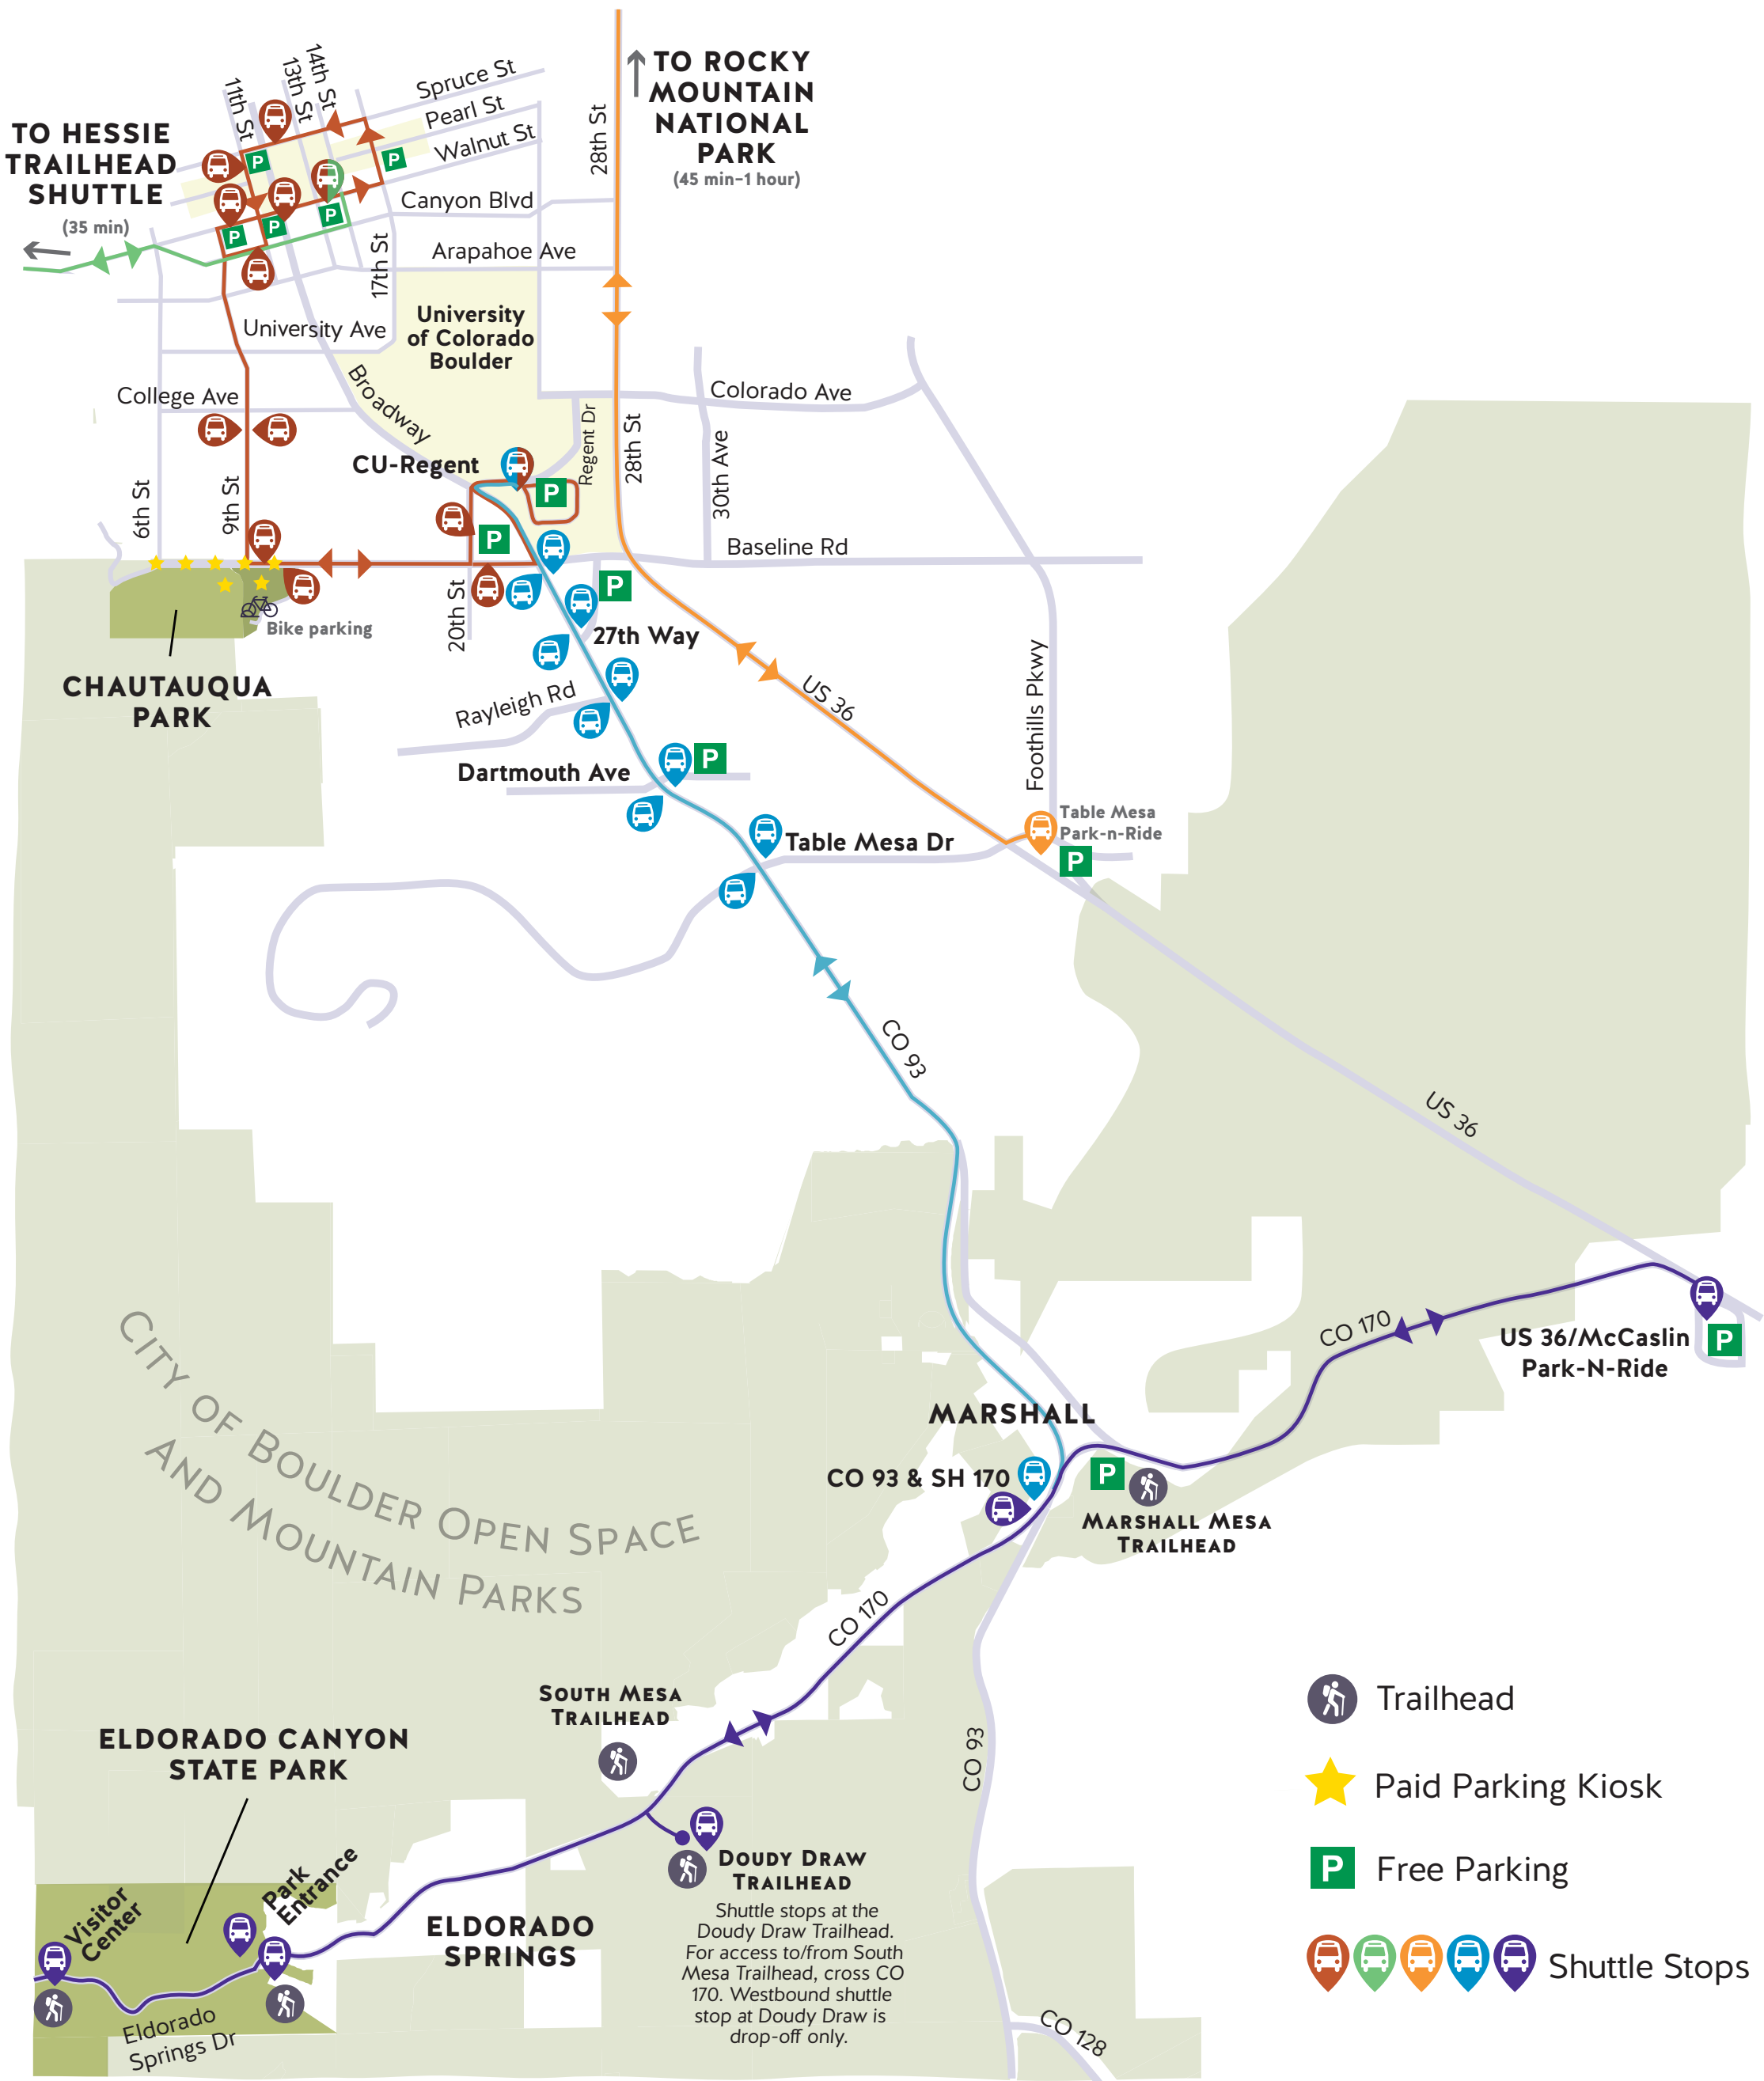 TO HESSIE
TRAILHEAD
SHUTTLE
(35 min)
11th St
13th St
14th St
Spruce St
Pearl St
Walnut St
Canyon Blvd
Arapahoe Ave
17th St
28th St
TO ROCKY
MOUNTAIN
NATIONAL
PARK
(45 min–1 hour)
P
P
P
P
P
University Ave
University
of Colorado
Boulder
College Ave
Broadway
Colorado Ave
CU-Regent
Regent Dr
28th St
30th Ave
6th St
9th St
P
P
Baseline Rd
20th St
P
Bike parking
27th Way
CHAUTAUQUA
PARK
Rayleigh Rd
US 36
Foothills Pkwy
Dartmouth Ave
P
Table Mesa
Park-n-Ride
P
Table Mesa Dr
CO 93
US 36
CO 170
US 36/McCaslin
Park-N-Ride
P
CITY OF BOULDER OPEN SPACE
AND MOUNTAIN PARKS
MARSHALL
CO 93 & SH 170
P
MARSHALL MESA
TRAILHEAD
CO 170
SOUTH MESA
TRAILHEAD
CO 93
ELDORADO CANYON
STATE PARK
Visitor
Center
Park
Entrance
ELDORADO
SPRINGS
DOUDY DRAW
TRAILHEAD
Shuttle stops at the
Doudy Draw Trailhead.
For access to/from South
Mesa Trailhead, cross CO
170. Westbound shuttle
stop at Doudy Draw is
drop-off only.
Eldorado
Springs Dr
CO 128
Trailhead
Paid Parking Kiosk
P
Free Parking
Shuttle Stops